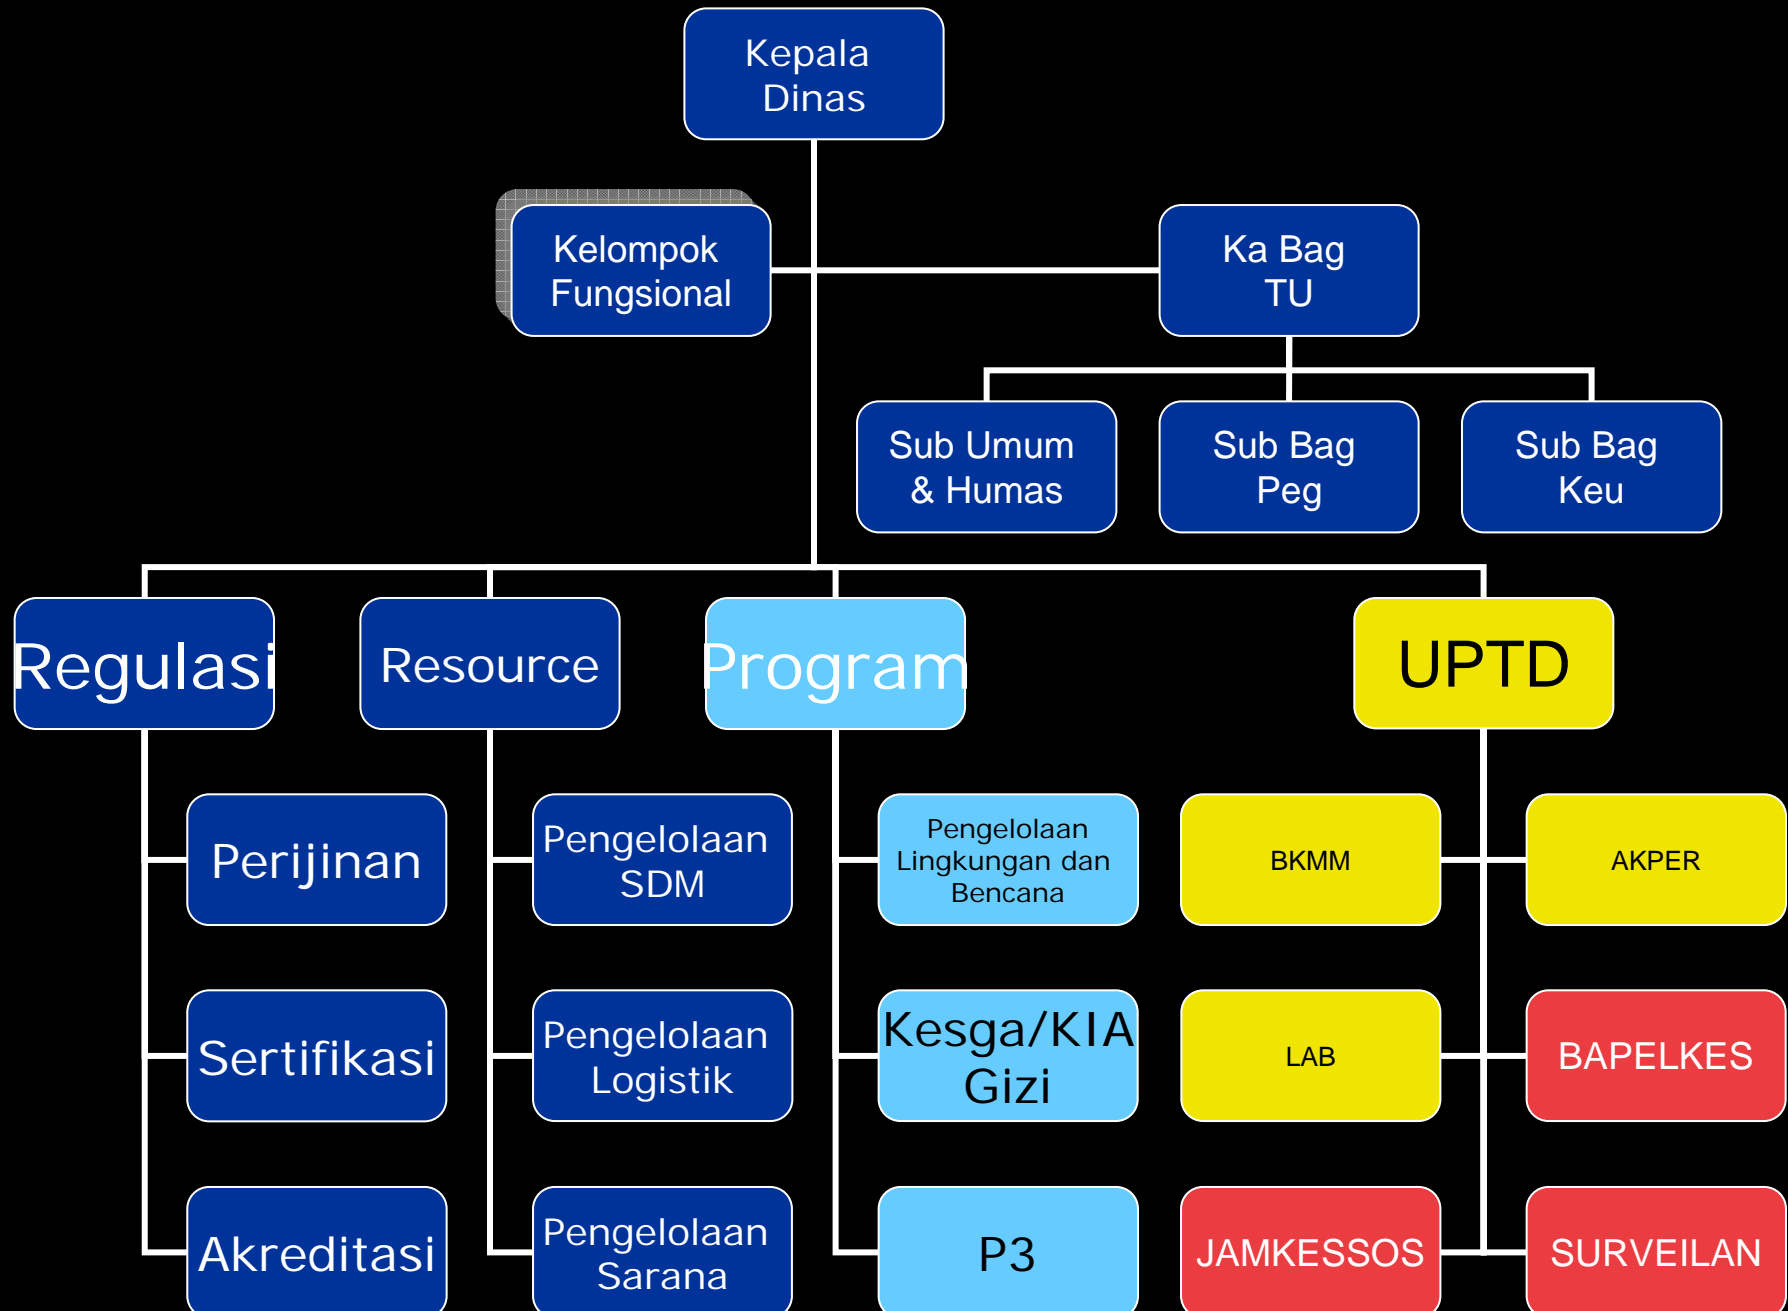 Kepala
Dinas
Kelompok
Fungsional
Ka Bag
TU
Sub Umum
& Humas
Sub Bag
Peg
Sub Bag
Keu
Regulasi
Resource
Program
UPTD
Perijinan
Pengelolaan
SDM
Pengelolaan
Lingkungan dan
Bencana
BKMM
AKPER
Sertifikasi
Pengelolaan
Logistik
Kesga/KIA
Gizi
LAB
BAPELKES
Akreditasi
Pengelolaan
Sarana
P3
JAMKESSOS
SURVEILAN